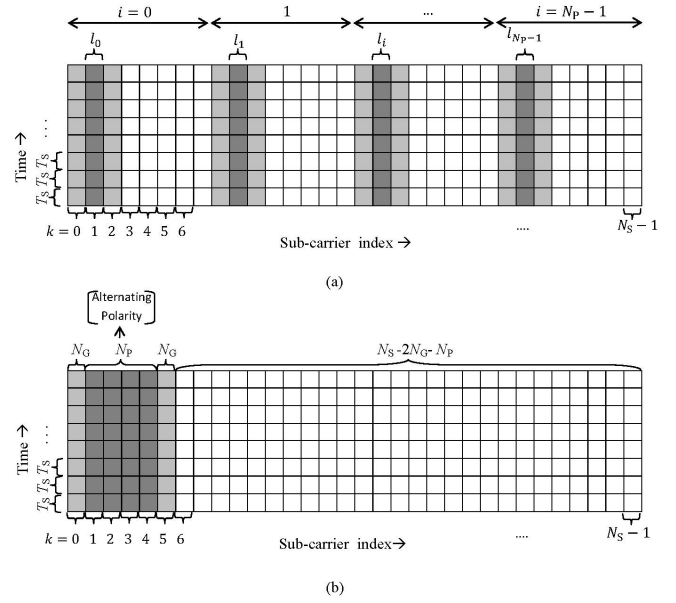 i = 0 1 ... i = N_P − 1
l_0 l_1 l_i l_{N_P−1}
Time →
T_S T_S T_S . . .
k = 0 1 2 3 4 5 6 .... N_S − 1
Sub-carrier index →
(a)
Alternating
Polarity
N_G N_P N_G N_S -2N_G- N_P
Time →
T_S T_S T_S . . .
k = 0 1 2 3 4 5 6 .... N_S − 1
Sub-carrier index→
(b)